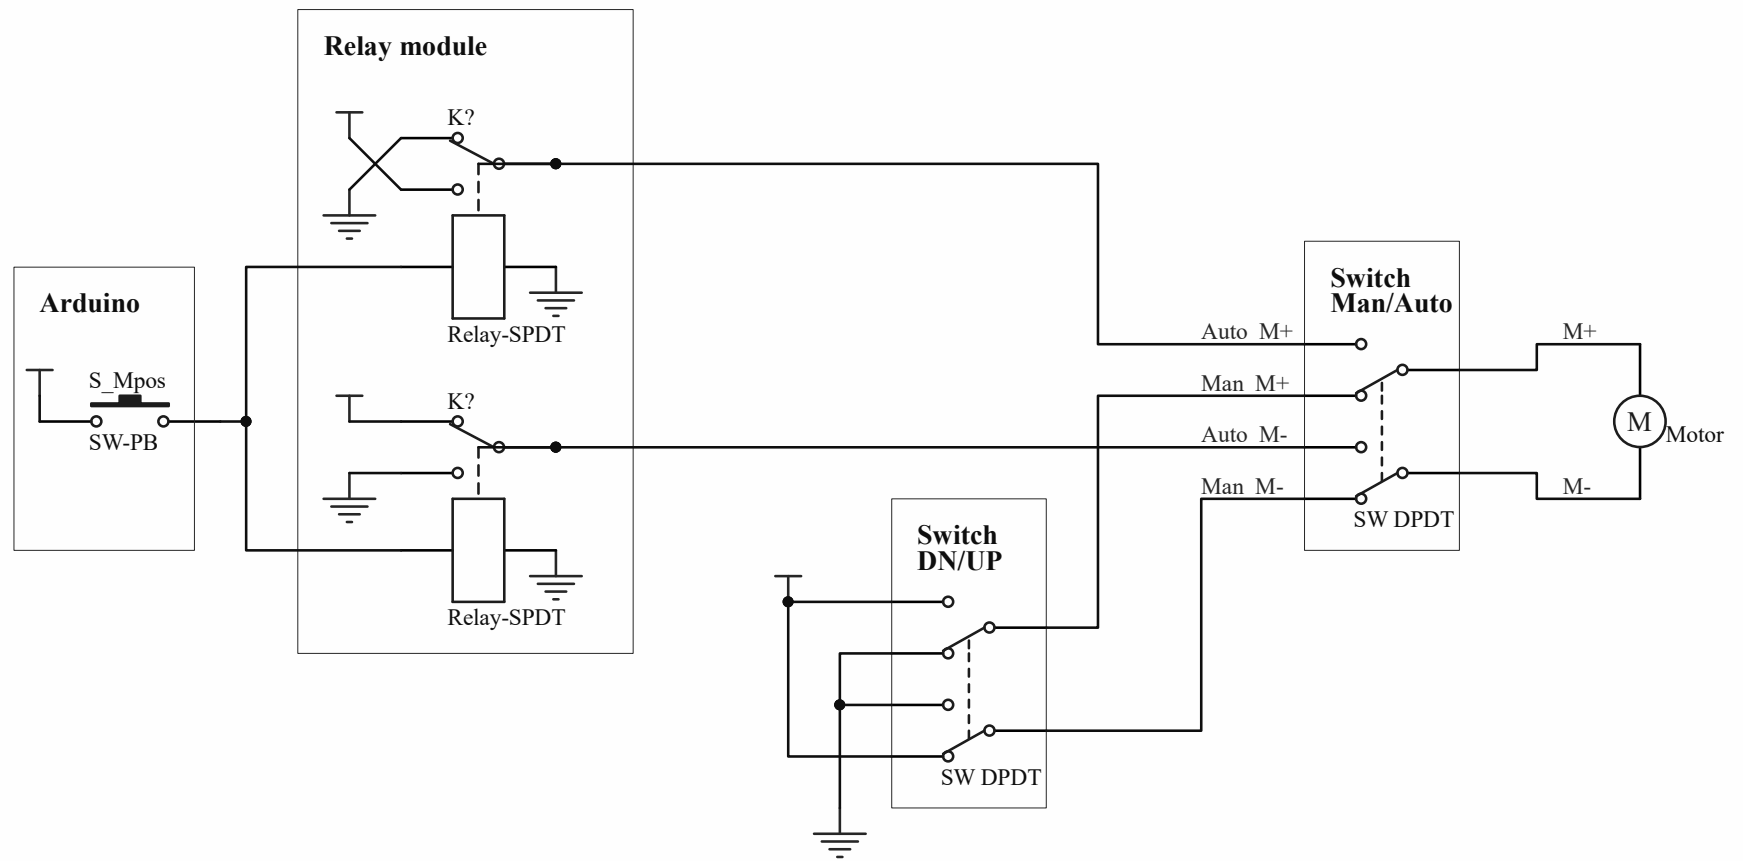 Relay module
K?
Relay-SPDT
Arduino
S_Mpos
SW-PB
K?
Relay-SPDT
Switch
DN/UP
SW DPDT
Switch
Man/Auto
Auto M+
Man M+
Auto M-
Man M-
SW DPDT
M+
M
Motor
M-